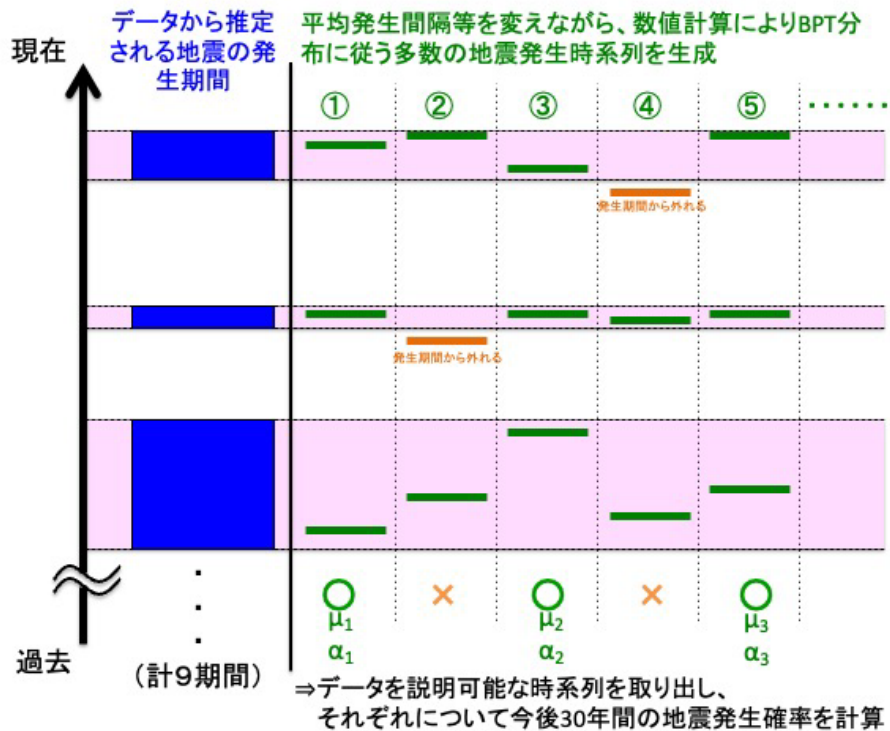 データから推定
される地震の発
生期間
平均発生間隔等を変えながら、数値計算によりBPT分
布に従う多数の地震発生時系列を生成
現在
① ② ③ ④ ⑤ ‥‥‥
発生期間から外れる
発生期間から外れる
○ × ○ × ○
μ1 μ2 μ3
α1 α2 α3
過去
(計9期間)
⇒データを説明可能な時系列を取り出し、
それぞれについて今後30年間の地震発生確率を計算